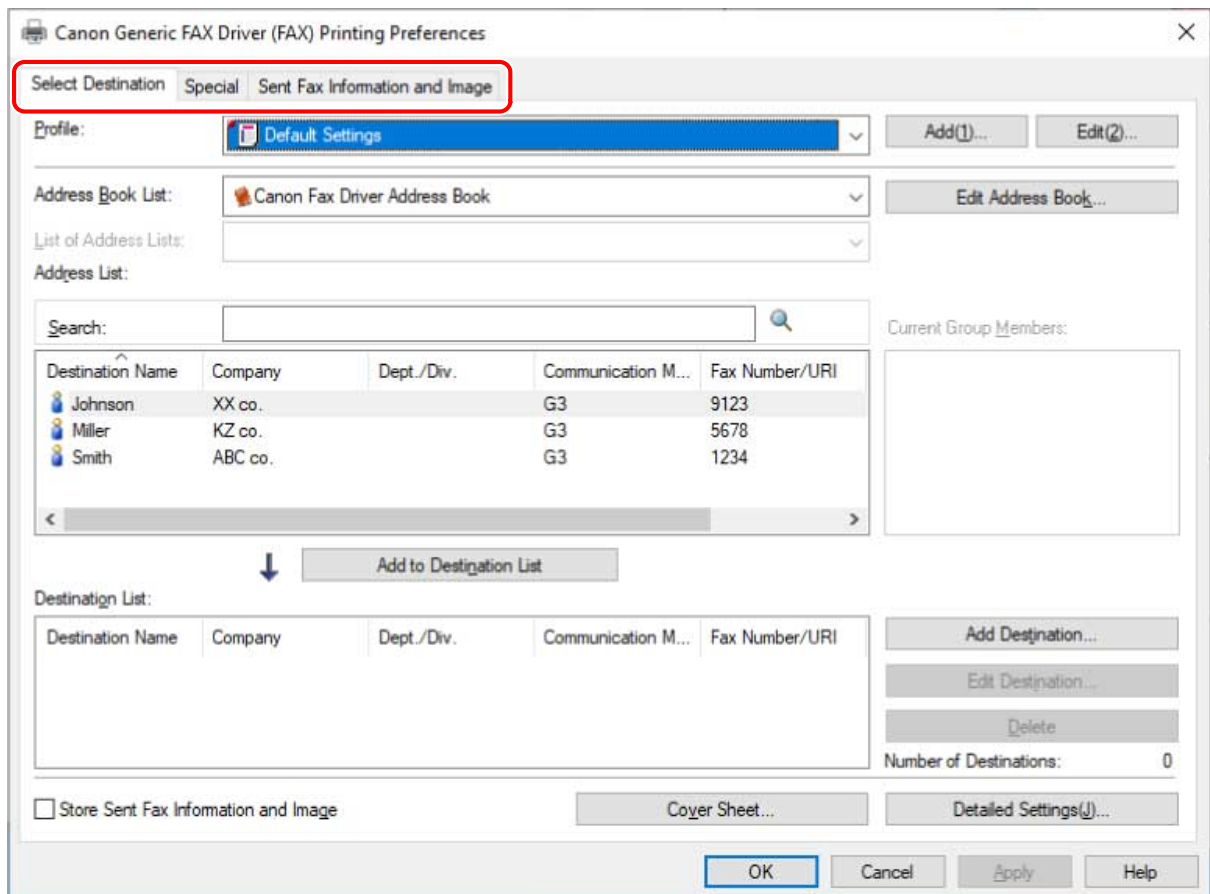 Canon Generic FAX Driver (FAX) Printing Preferences
Select Destination Special Sent Fax Information and Image
Profile: Default Settings Add(1)... Edit(2)...
Address Book List: Canon Fax Driver Address Book Edit Address Book...
List of Address Lists:
Address List:
Search: Current Group Members:
Destination Name Company Dept./Div. Communication M... Fax Number/URI
Johnson XX co. G3 9123
Miller KZ co. G3 5678
Smith ABC co. G3 1234
Add to Destination List
Destination List:
Destination Name Company Dept./Div. Communication M... Fax Number/URI Add Destination...
Edit Destination...
Delete
Number of Destinations: 0
Store Sent Fax Information and Image Cover Sheet... Detailed Settings(J)...
OK Cancel Apply Help